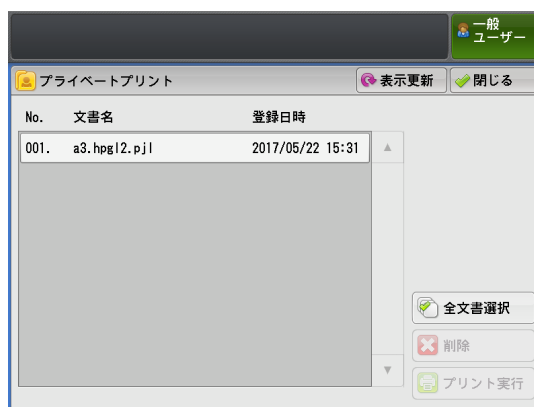 一般
ユーザー
プライベートプリント
表示更新
閉じる
No. 文書名 登録日時
001. a3.hpgl2.pjl 2017/05/22 15:31
全文書選択
削除
プリント実行